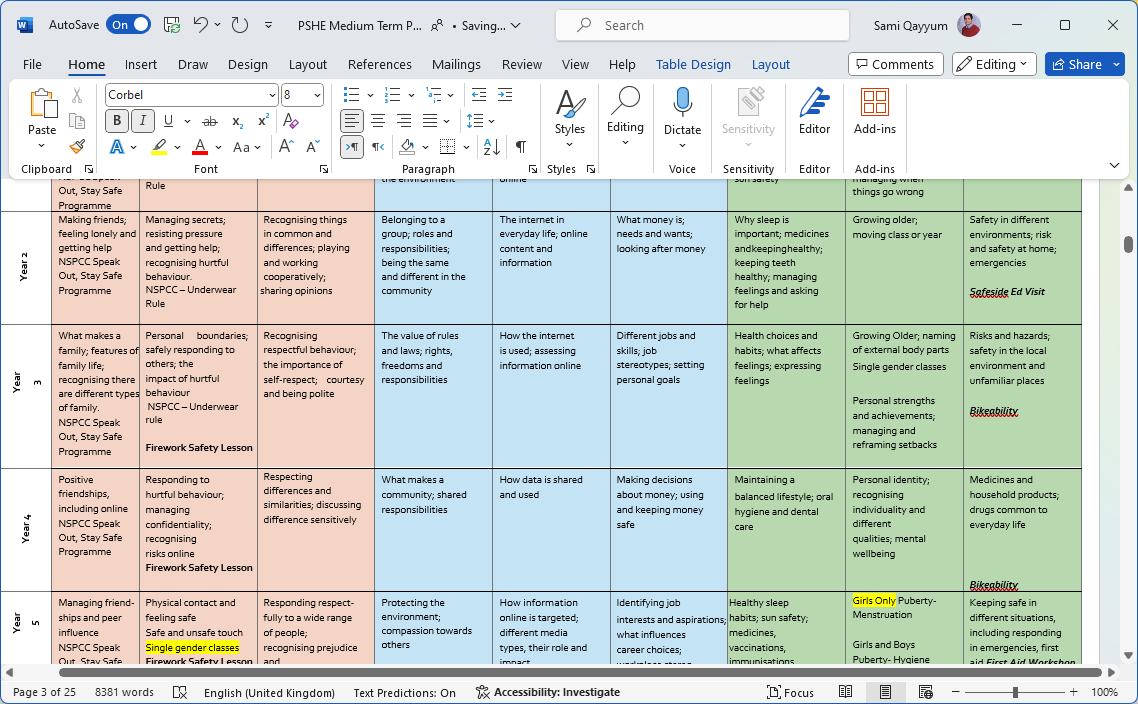 AutoSave On PSHE Medium Term P... • Saving... Search Sami Qayyum
File Home Insert Draw Design Layout References Mailings Review View Help Table Design Layout Comments Editing Share
Paste
Clipboard
Corbel 8
B I U ab x₂ x² A
A A Aa A A
Font
Paragraph
Styles
Styles
Editing
Dictate
Voice
Sensitivity
Sensitivity
Editor
Editor
Add-ins
Add-ins
Out, Stay Safe
Programme
Rule
the environment
online
sun safety
managing when
things go wrong
Year 2
Making friends;
feeling lonely and
getting help
NSPCC Speak
Out, Stay Safe
Programme
Managing secrets;
resisting pressure
and getting help;
recognising hurtful
behaviour.
NSPCC – Underwear
Rule
Recognising things
in common and
differences; playing
and working
cooperatively;
sharing opinions
Belonging to a
group; roles and
responsibilities;
being the same
and different in the
community
The internet in
everyday life; online
content and
information
What money is;
needs and wants;
looking after money
Why sleep is
important; medicines
andkeepinghealthy;
keeping teeth
healthy; managing
feelings and asking
for help
Growing older;
moving class or year
Safety in different
environments; risk
and safety at home;
emergencies
Safeside Ed Visit
Year
3
What makes a
family; features of
family life;
recognising there
are different types
of family.
NSPCC Speak
Out, Stay Safe
Programme
Personal boundaries;
safely responding to
others; the
impact of hurtful
behaviour
NSPCC – Underwear
rule
Firework Safety Lesson
Recognising
respectful behaviour;
the importance of
self-respect; courtesy
and being polite
The value of rules
and laws; rights,
freedoms and
responsibilities
How the internet
is used; assessing
information online
Different jobs and
skills; job
stereotypes; setting
personal goals
Health choices and
habits; what affects
feelings; expressing
feelings
Growing Older; naming
of external body parts
Single gender classes
Personal strengths
and achievements;
managing and
reframing setbacks
Risks and hazards;
safety in the local
environment and
unfamiliar places
Bikeability
Year 4
Positive
friendships,
including online
NSPCC Speak
Out, Stay Safe
Programme
Responding to
hurtful behaviour;
managing
confidentiality;
recognising
risks online
Firework Safety Lesson
Respecting
differences and
similarities; discussing
difference sensitively
What makes a
community; shared
responsibilities
How data is shared
and used
Making decisions
about money; using
and keeping money
safe
Maintaining a
balanced lifestyle; oral
hygiene and dental
care
Personal identity;
recognising
individuality and
different
qualities; mental
wellbeing
Medicines and
household products;
drugs common to
everyday life
Bikeability
Year
5
Managing friend-
ships and peer
influence
NSPCC Speak
Out, Stay Safe
Physical contact and
feeling safe
Safe and unsafe touch
Single gender classes
Firework Safety Lesson
Responding respect-
fully to a wide range
of people;
recognising prejudice
and
Protecting the
environment;
compassion towards
others
How information
online is targeted;
different media
types, their role and
impact
Identifying job
interests and aspirations;
what influences
career choices;
workplace
Healthy sleep
habits; sun safety;
medicines,
vaccinations,
immunisations
Girls Only Puberty-
Menstruation
Girls and Boys
Puberty- Hygiene
Keeping safe in
different situations,
including responding
in emergencies, first
aid First Aid Workshop
Page 3 of 25 8381 words English (United Kingdom) Text Predictions: On Accessibility: Investigate Focus 100%